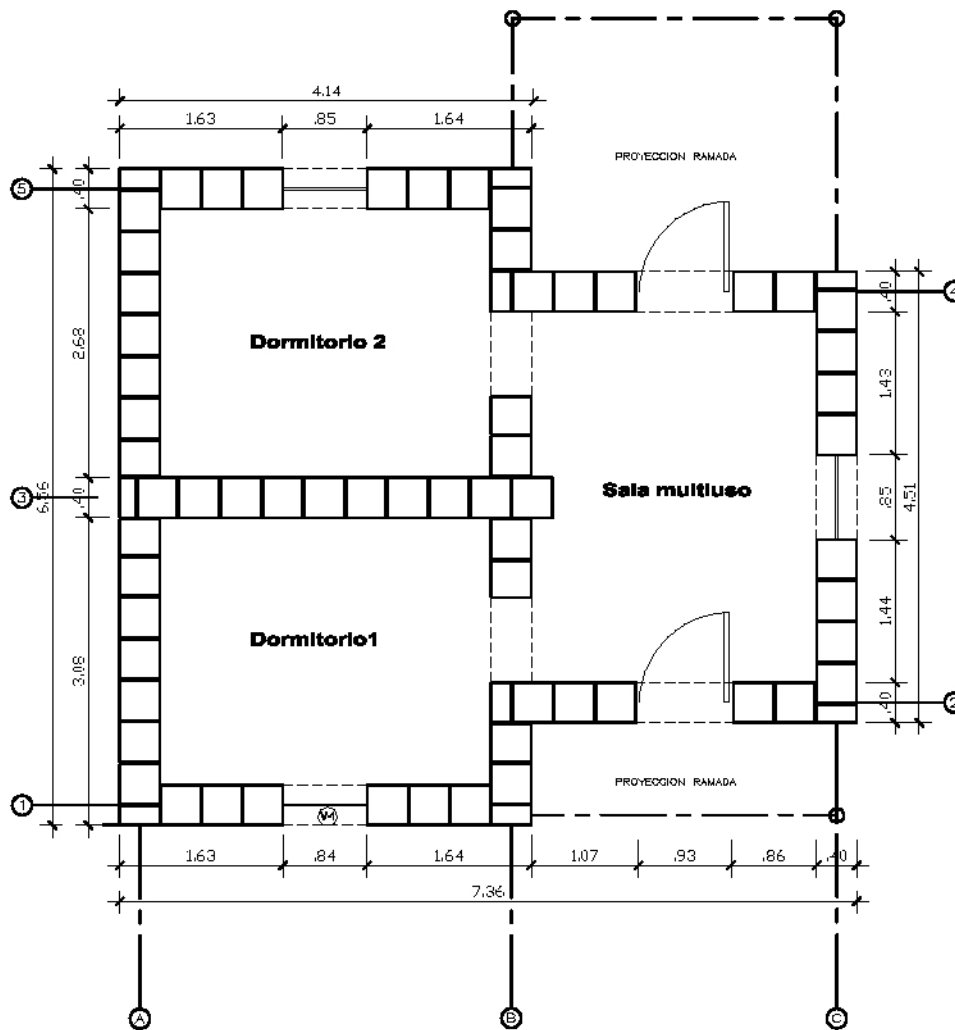 4.14
1.63 .85 1.64
PROYECCION RAMADA
5
.40
4
.40
2.68
Dormitorio 2
1.43
3
6.56
.40
Sala multiuso
.85
4.51
Dormitorio1
1.44
3.08
.40
2
PROYECCION RAMADA
1
1.63 .84 1.64 1.07 .93 .86 .40
7.36
A B C